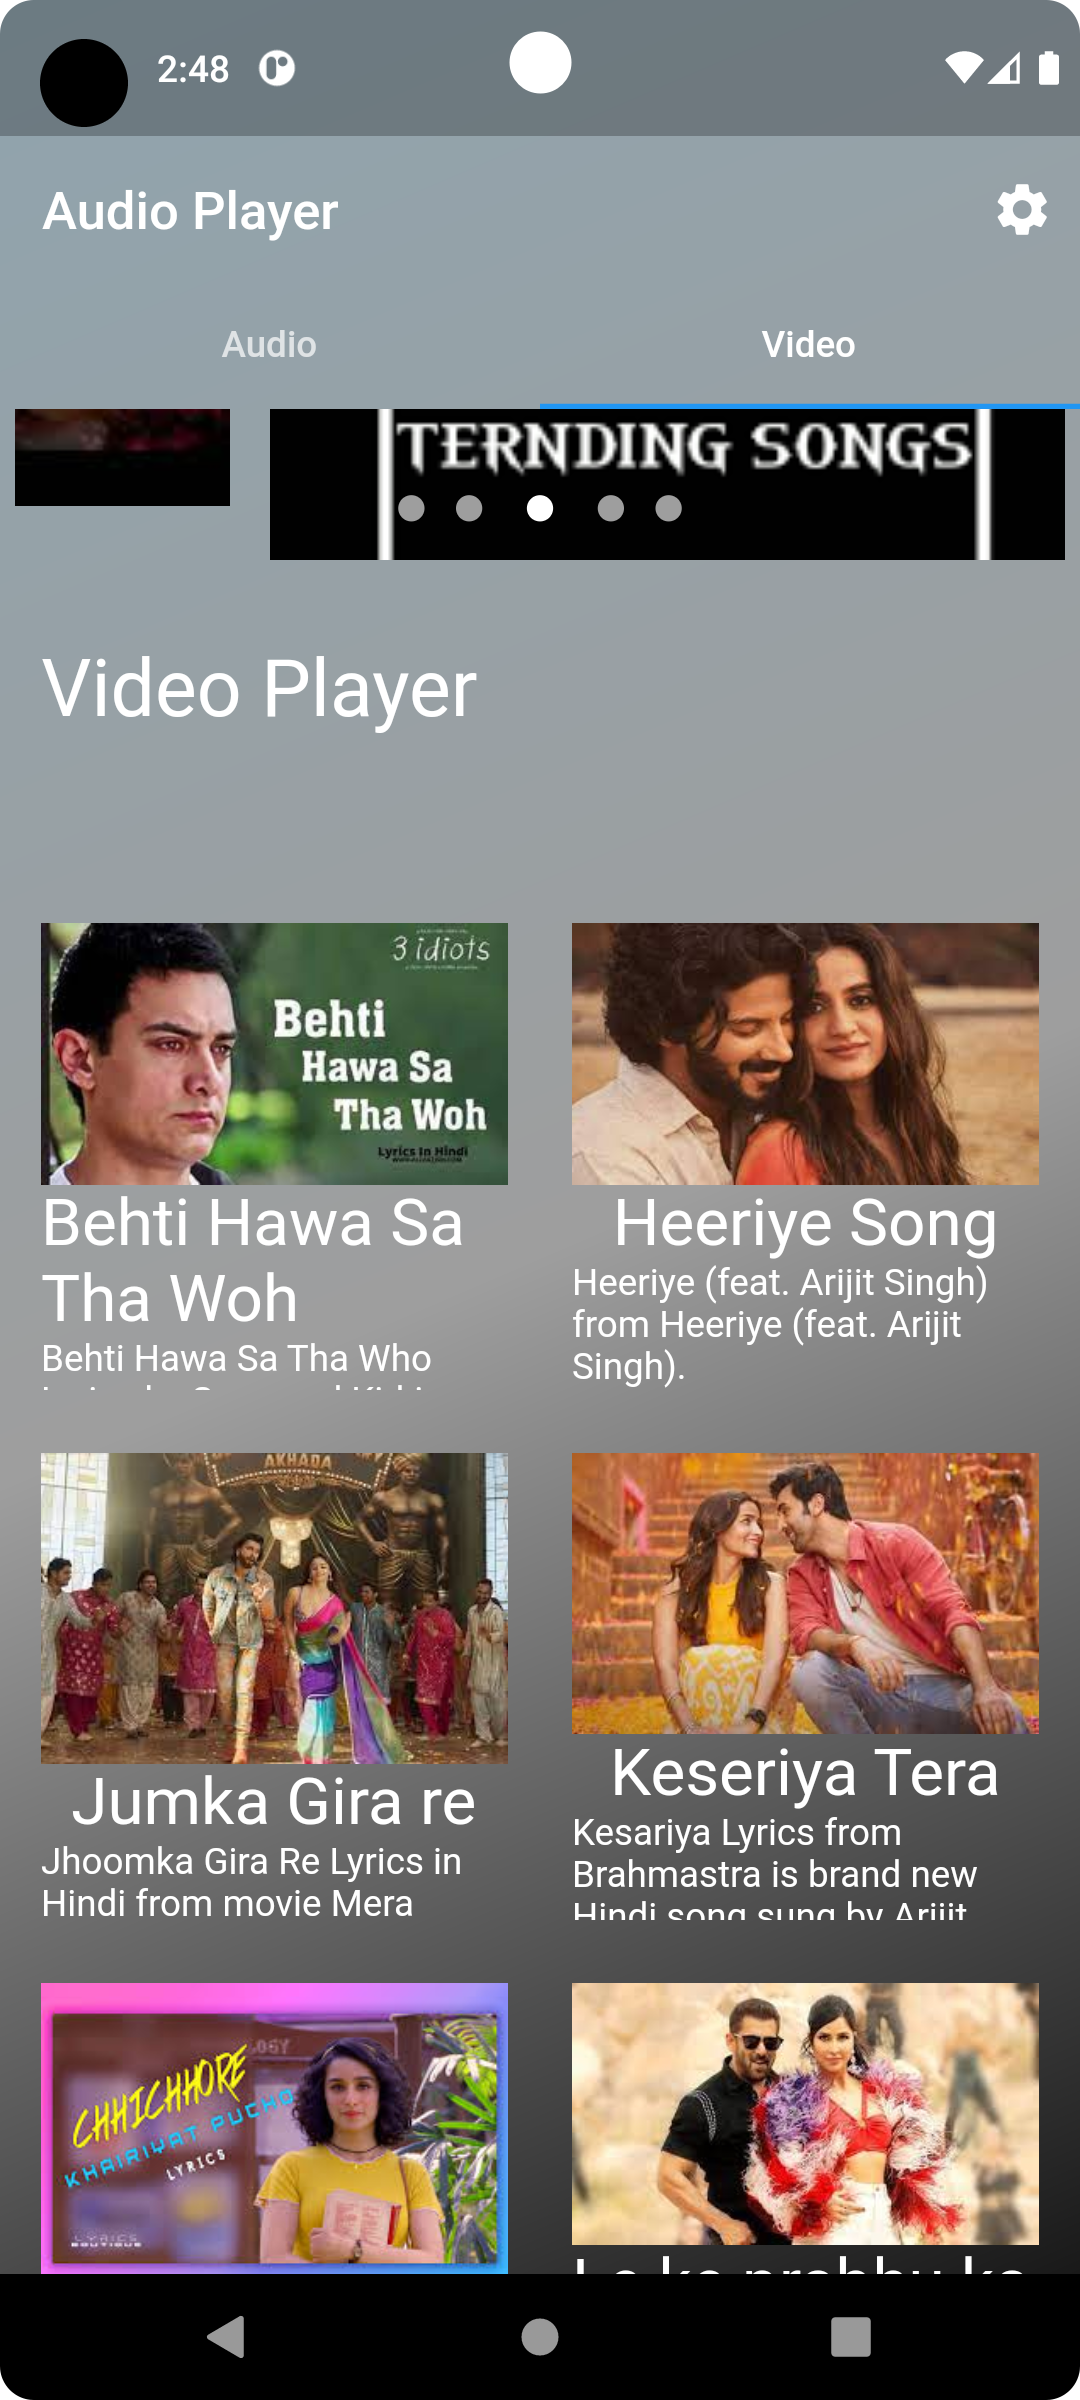 2:48
Audio Player
Audio
Video
TERNDING SONGS
Video Player
3 idiots
Behti
Hawa Sa
Tha Woh
Lyrics In Hindi
Behti Hawa Sa
Tha Woh
Behti Hawa Sa Tha Who
Heeriye Song
Heeriye (feat. Arijit Singh)
from Heeriye (feat. Arijit
Singh).
AKHADA
Jumka Gira re
Jhoomka Gira Re Lyrics in
Hindi from movie Mera
Keseriya Tera
Kesariya Lyrics from
Brahmastra is brand new
Hindi song sung by Arijit
CHHICHHORE
KHAIRIYAT PUCHO
LYRICS
LYRICS
BOUTIQUE